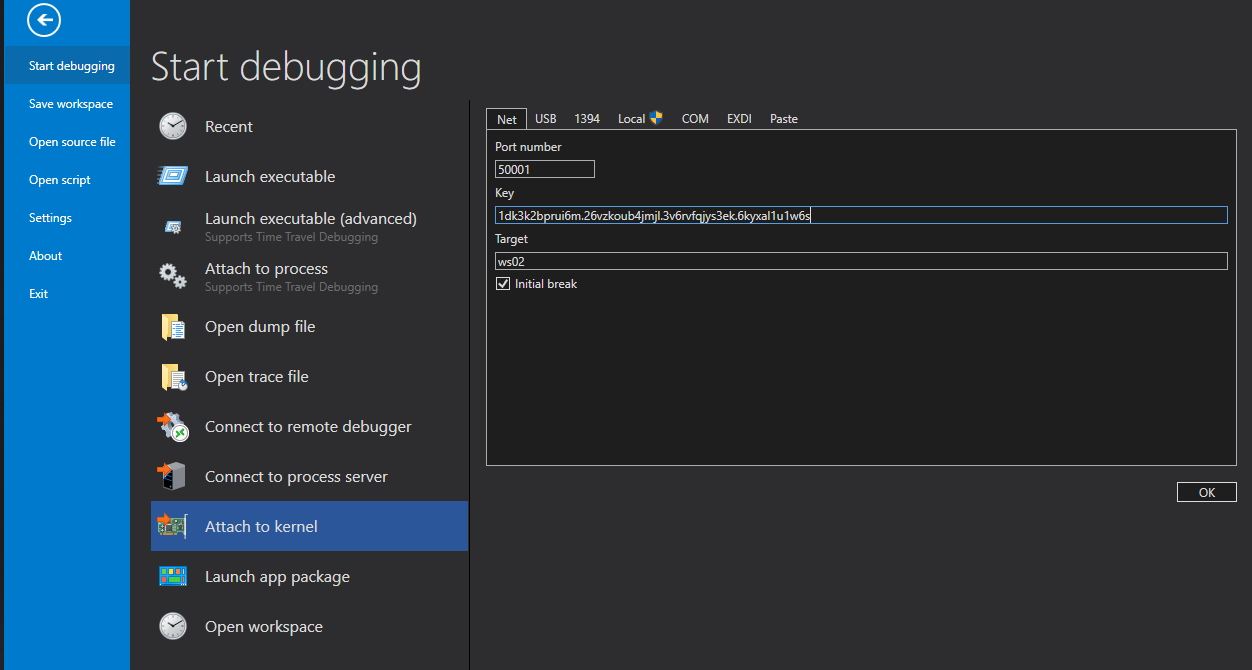 Start debugging
Save workspace
Open source file
Open script
Settings
About
Exit
Start debugging
Recent
Launch executable
Launch executable (advanced)
Supports Time Travel Debugging
Attach to process
Supports Time Travel Debugging
Open dump file
Open trace file
Connect to remote debugger
Connect to process server
Attach to kernel
Launch app package
Open workspace
Net USB 1394 Local COM EXDI Paste
Port number
50001
Key
1dk3k2bprui6m.26vzkoub4jmjl.3v6rvfqjys3ek.6kyxal1u1w6s
Target
ws02
Initial break
OK